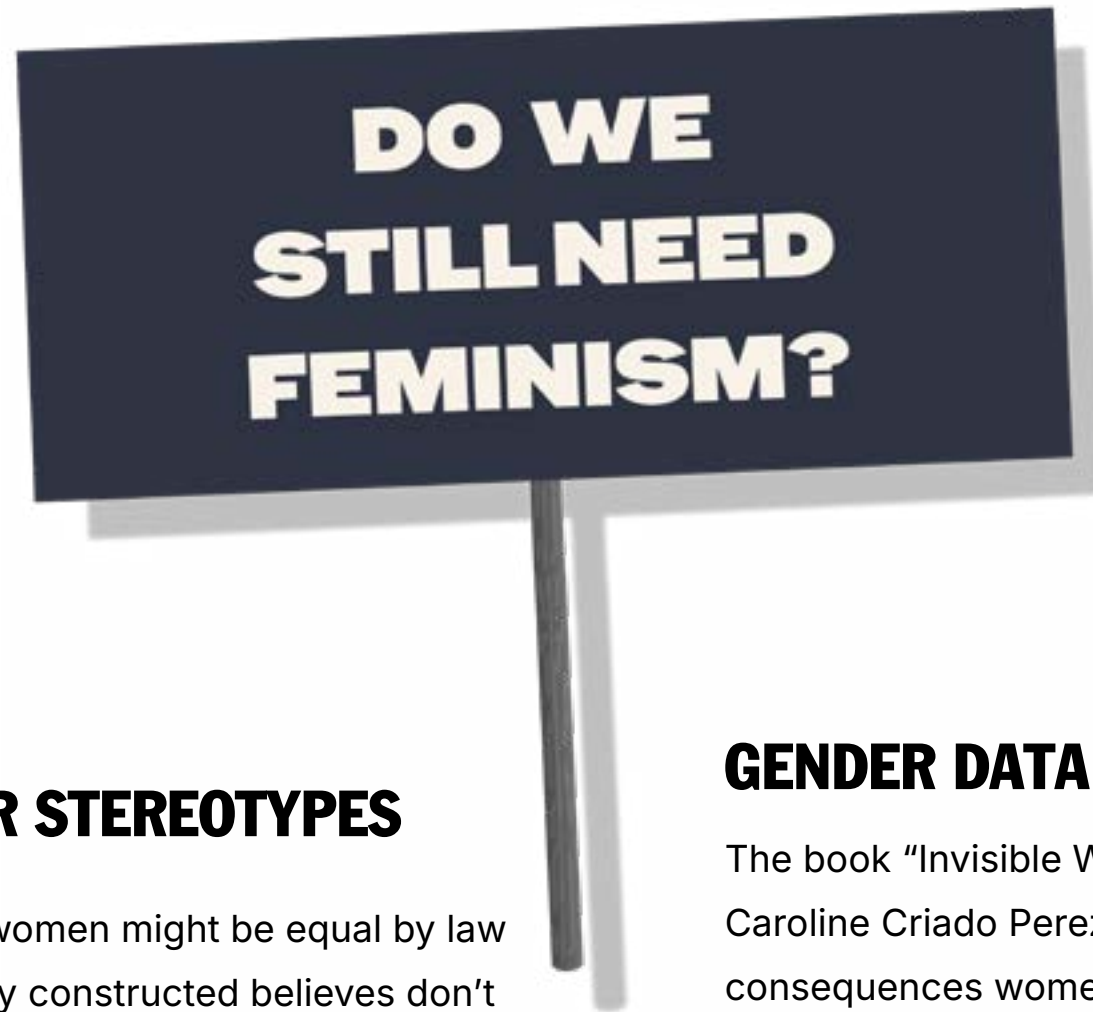 DO WE
STILL NEED
FEMINISM?
STEREOTYPES
women might be equal by law
constructed believes don't
GENDER DATA
The book “Invisible
Caroline Criado Perez
consequences